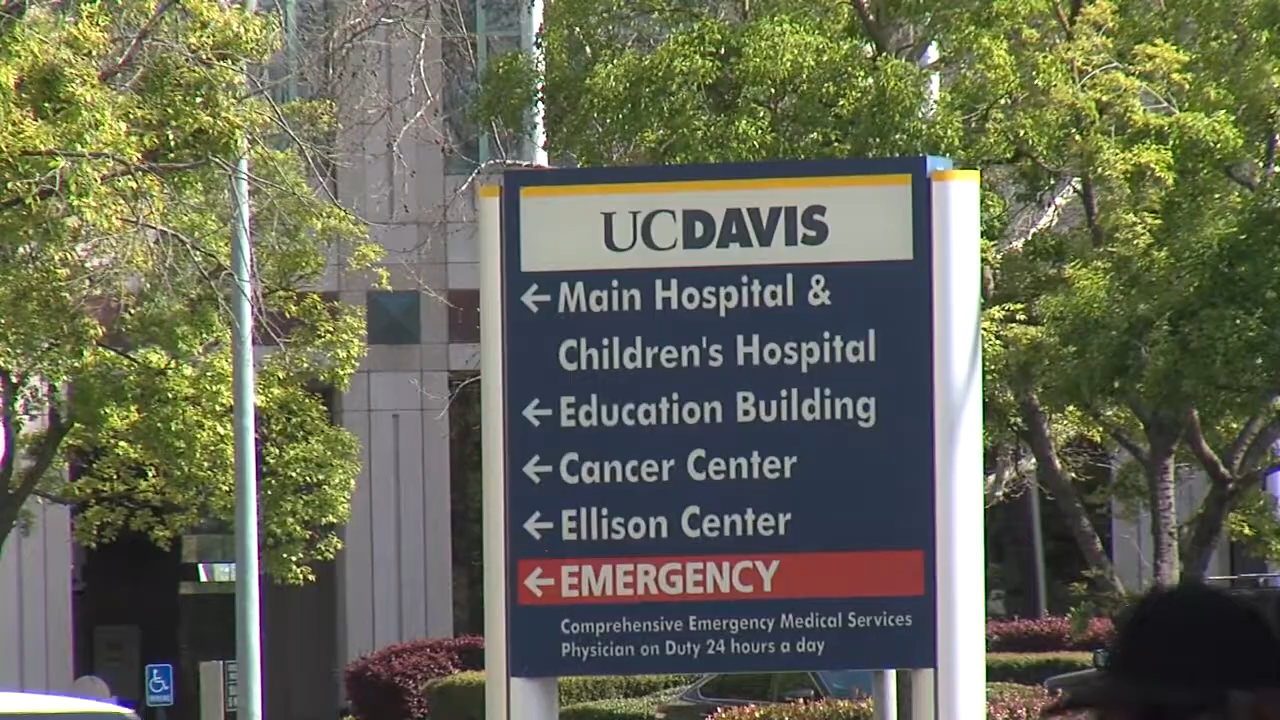 UCDAVIS
← Main Hospital &
Children's Hospital
← Education Building
← Cancer Center
← Ellison Center
← EMERGENCY
Comprehensive Emergency Medical Services
Physician on Duty 24 hours a day